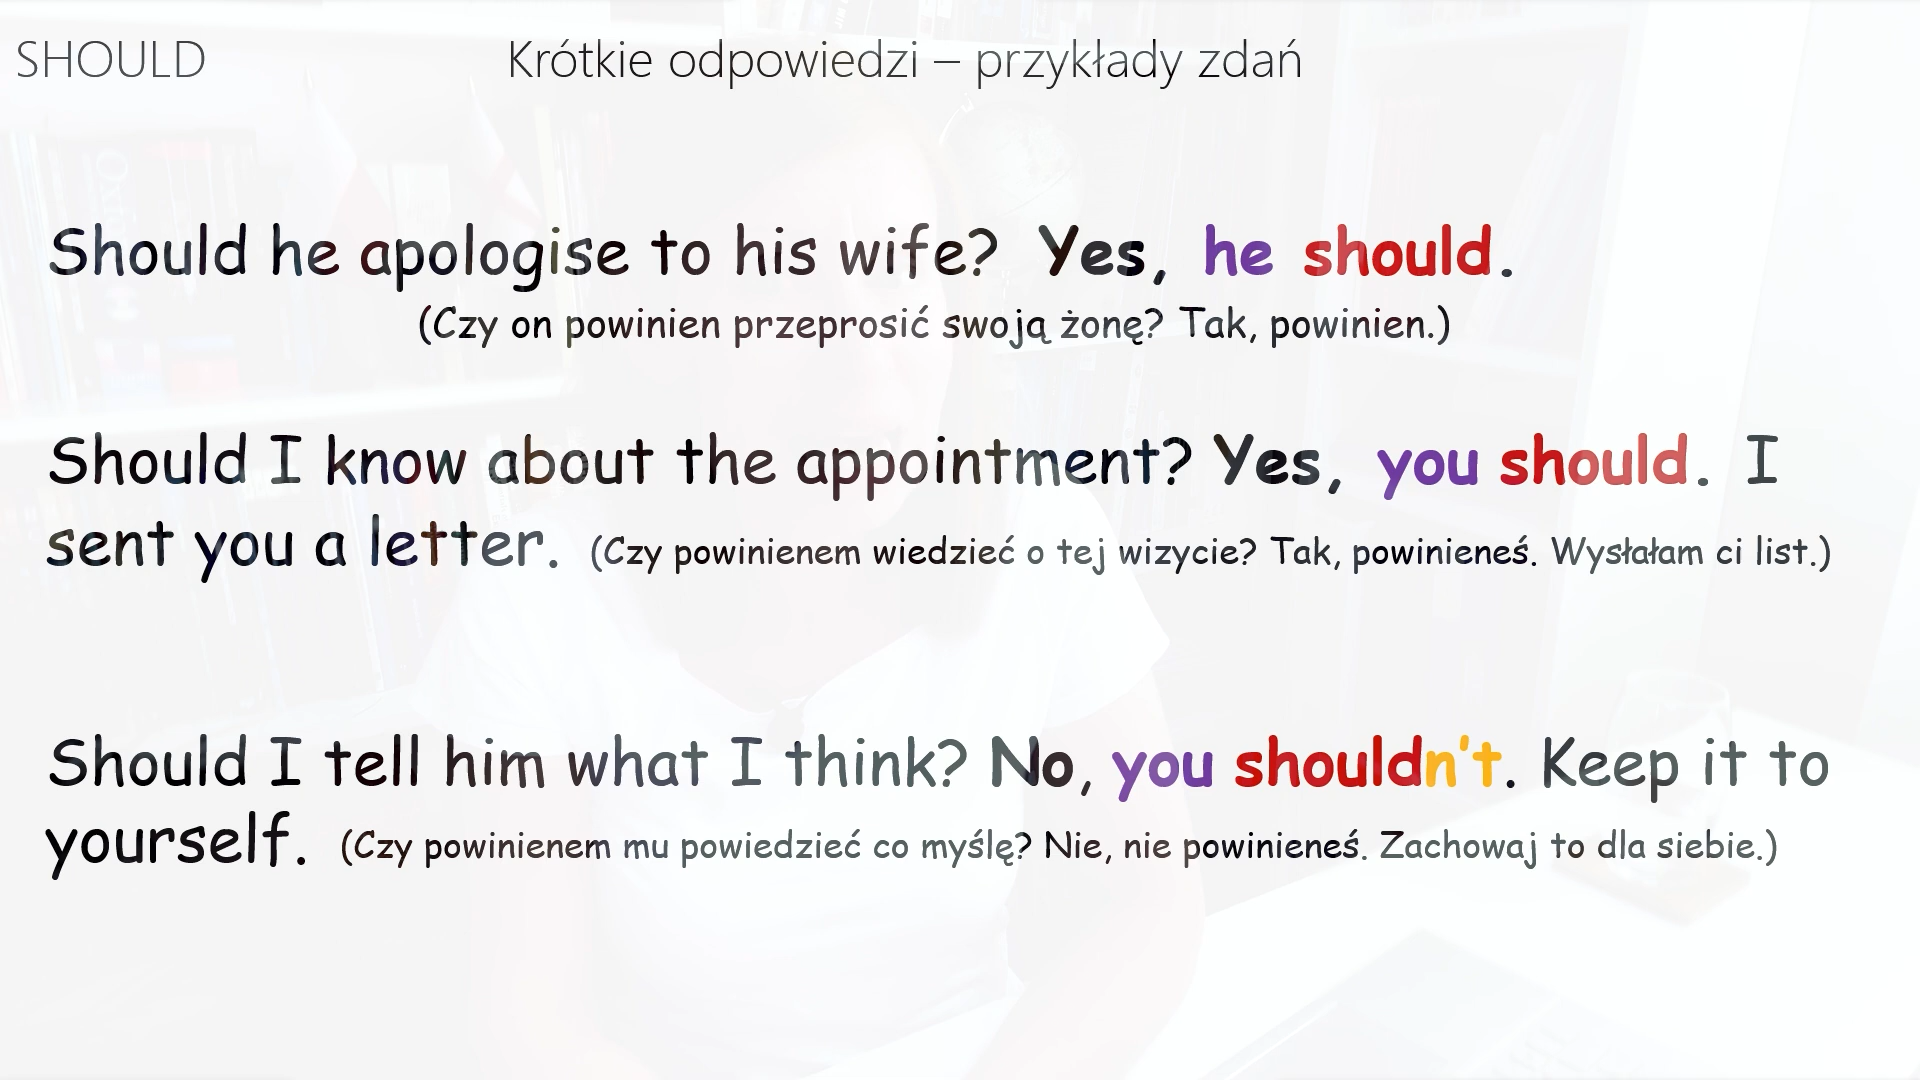 SHOULD
Krótkie odpowiedzi – przykłady zdań
Should he apologise to his wife? Yes, he should.
(Czy on powinien przeprosić swoją żonę? Tak, powinien.)
Should I know about the appointment? Yes, you should. I
sent you a letter. (Czy powinienem wiedzieć o tej wizycie? Tak, powinieneś. Wysłałam ci list.)
Should I tell him what I think? No, you shouldn't. Keep it to
yourself. (Czy powinienem mu powiedzieć co myślę? Nie, nie powinieneś. Zachowaj to dla siebie.)